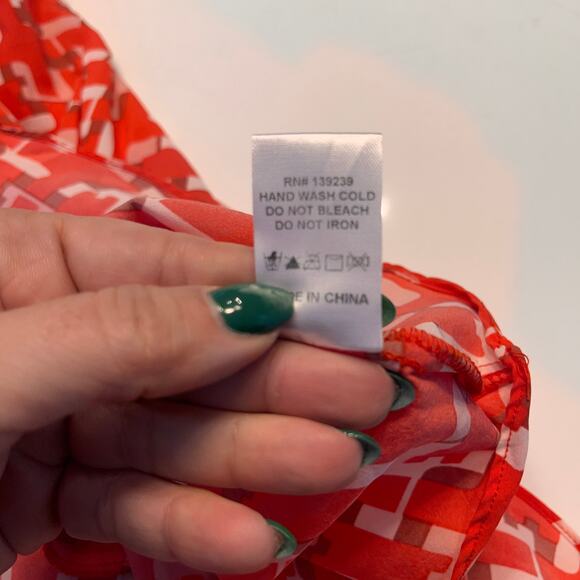 RN# 139239
HAND WASH COLD
DO NOT BLEACH
DO NOT IRON
IN CHINA